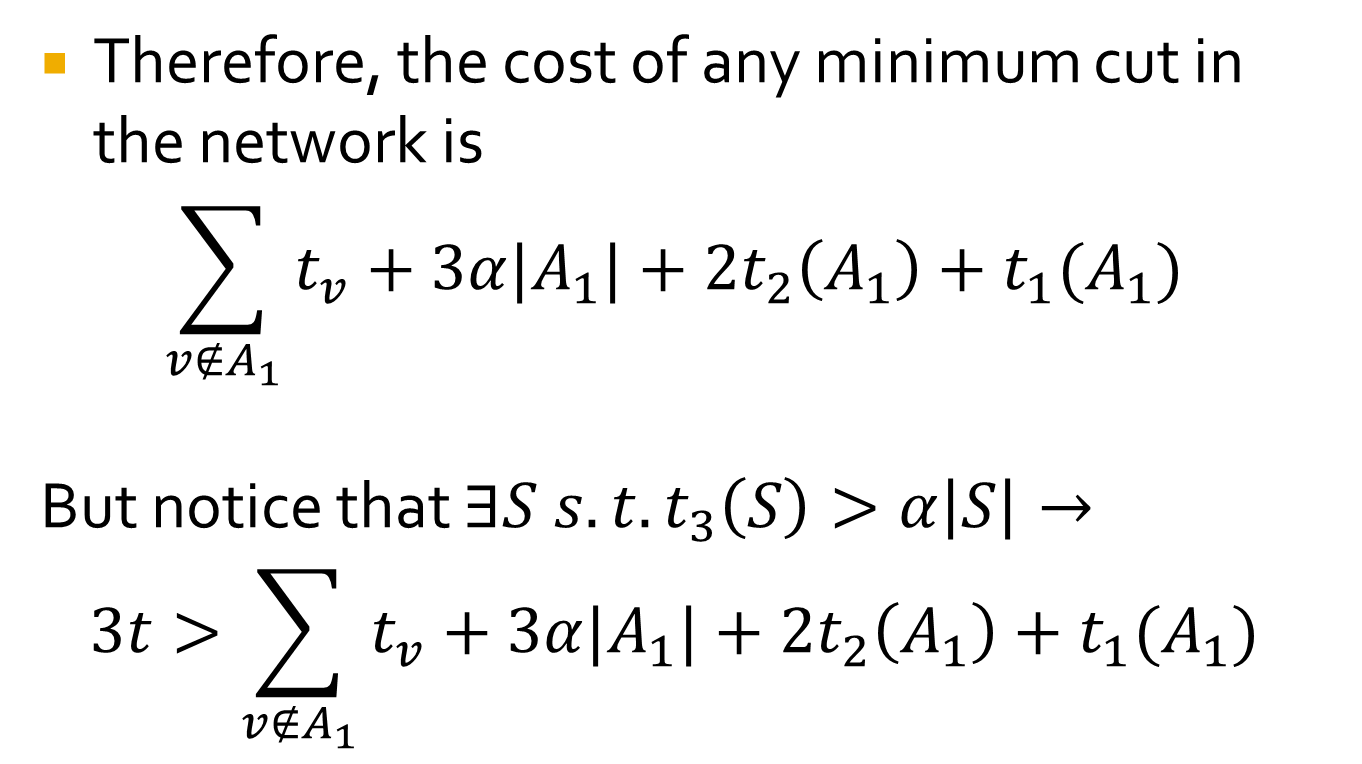 ▪ Therefore, the cost of any minimum cut in
the network is
∑_{v∉A₁} t_v + 3α|A₁| + 2t₂(A₁) + t₁(A₁)
But notice that ∃S s.t. t₃(S) > α|S| →
3t > ∑_{v∉A₁} t_v + 3α|A₁| + 2t₂(A₁) + t₁(A₁)